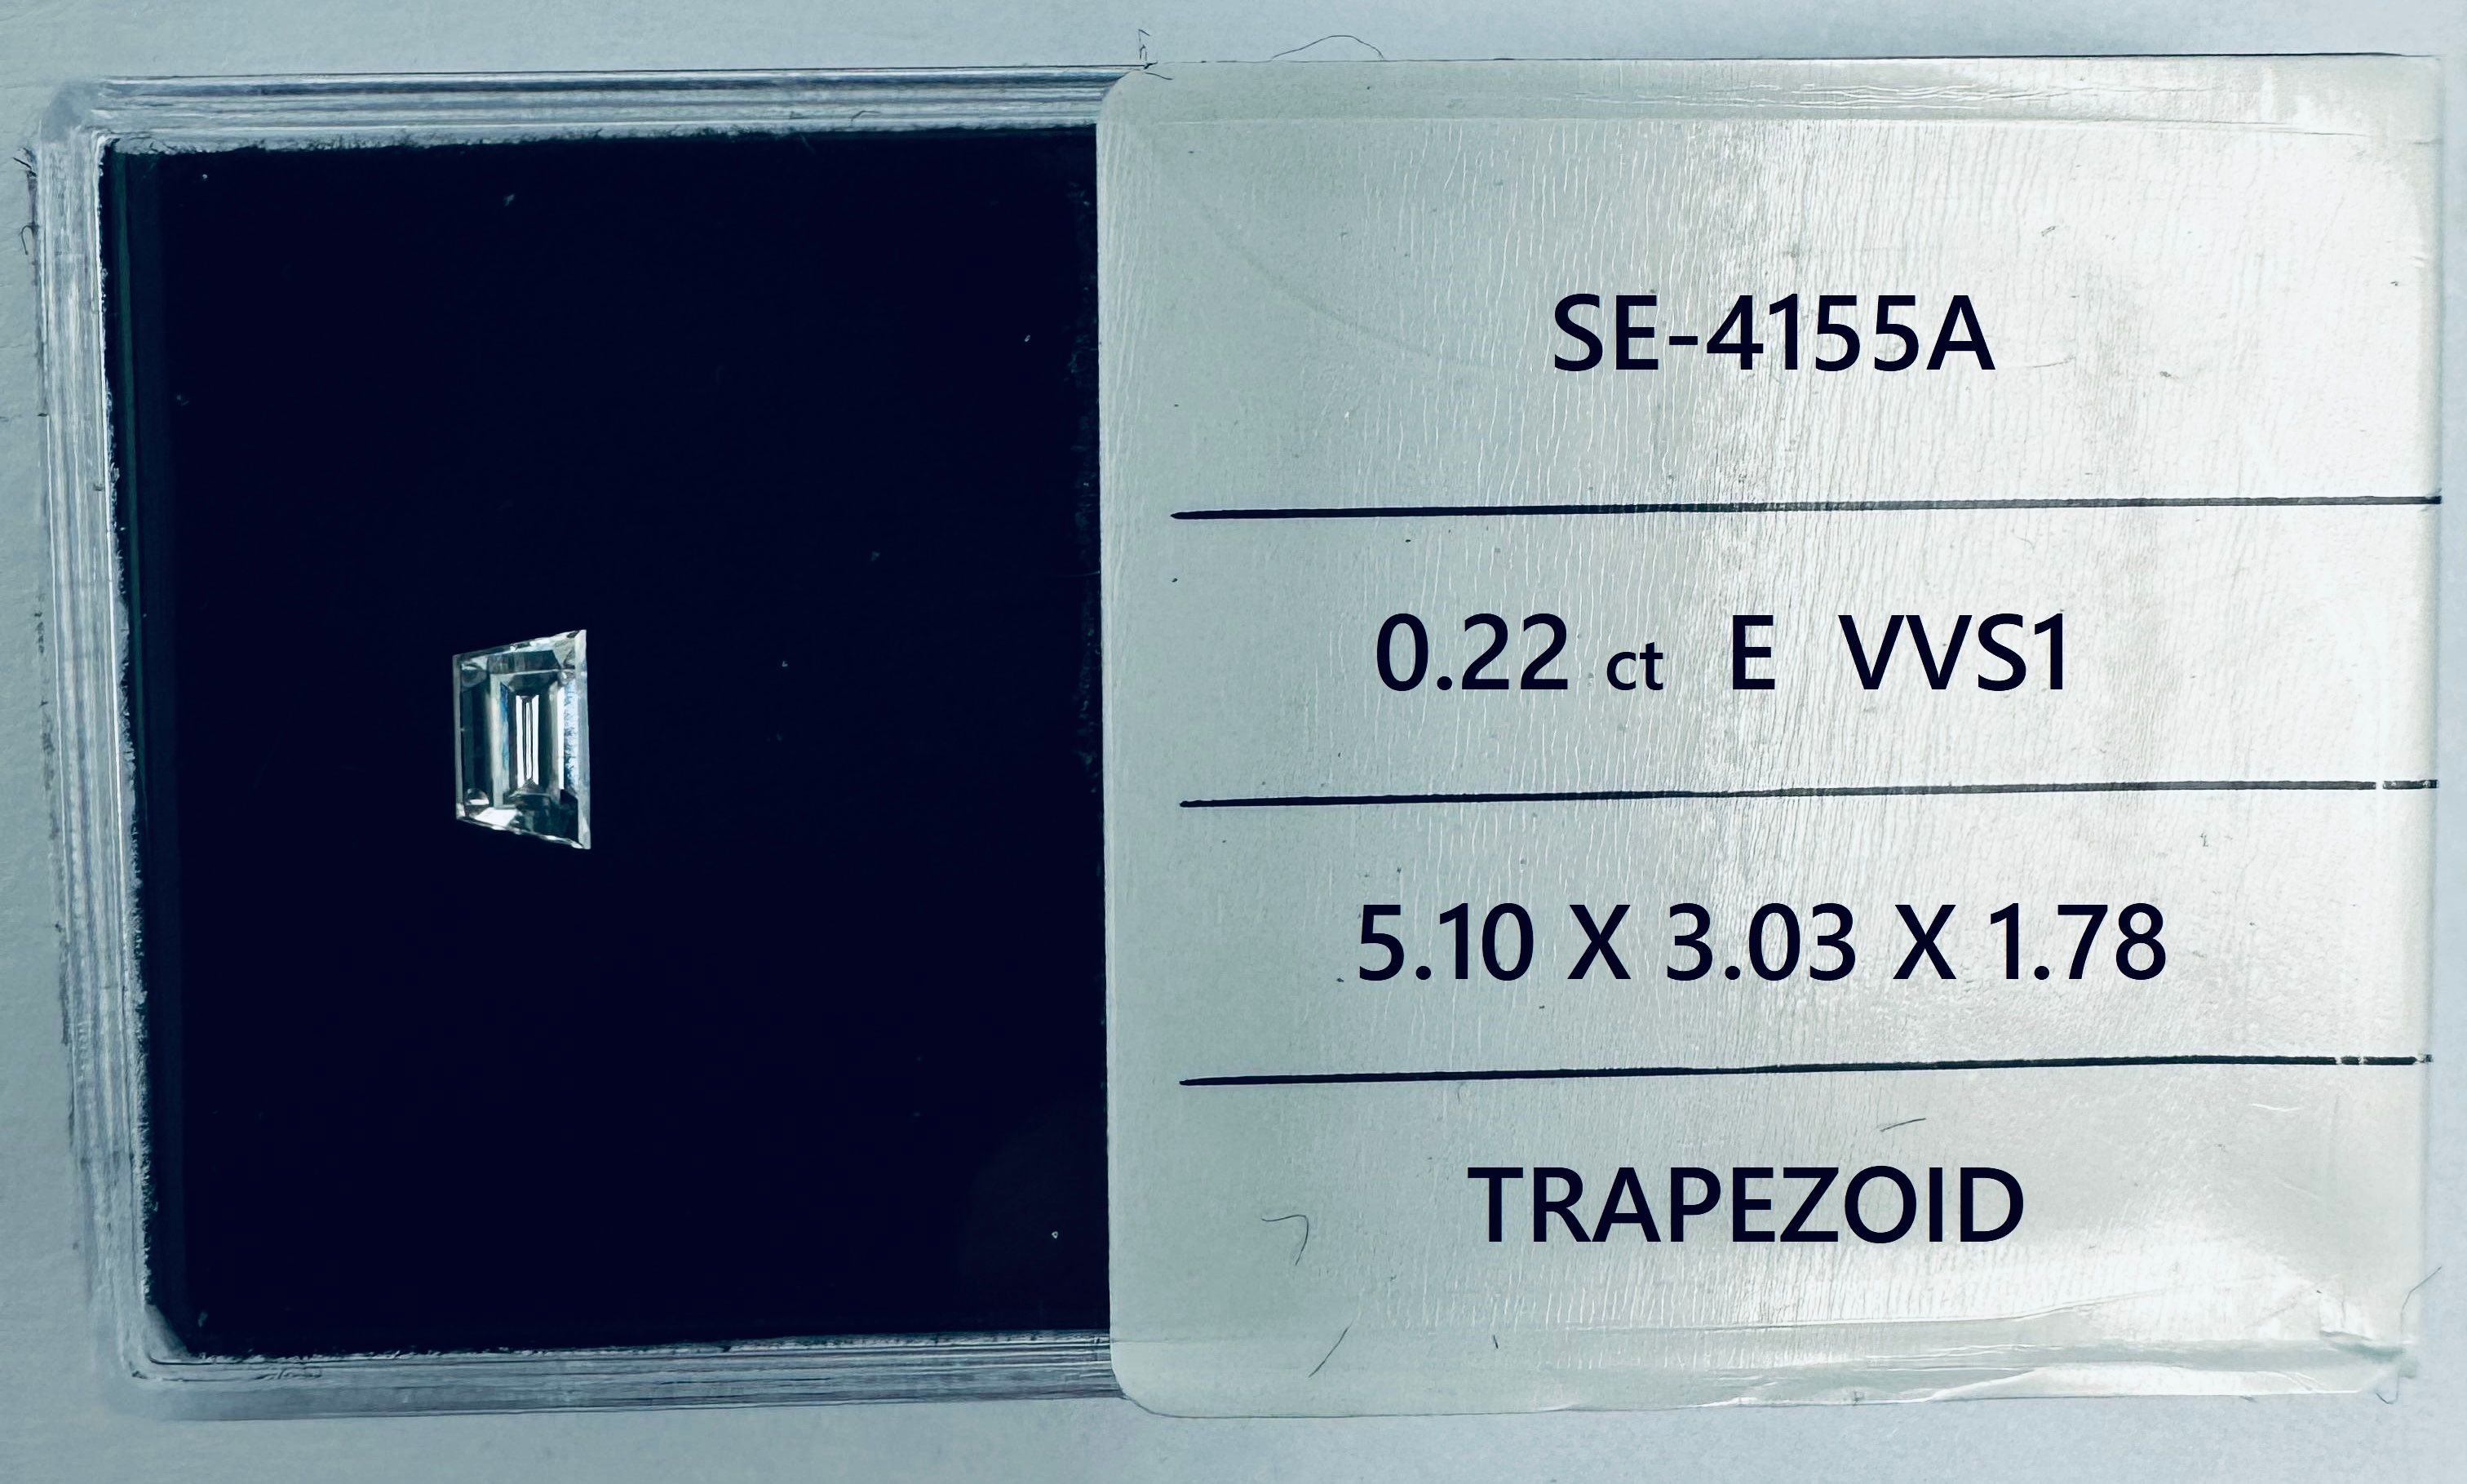 SE-4155A
0.22 ct E VVS1
5.10 X 3.03 X 1.78
TRAPEZOID